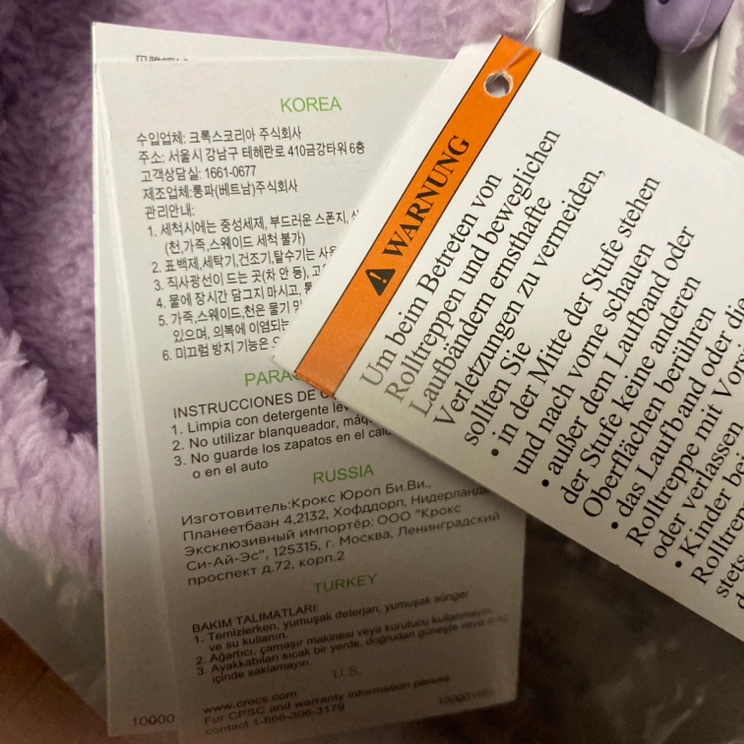 KOREA
수입업체: 크록스코리아 주식회사
주소: 서울시 강남구 테헤란로 410금강타워 6층
고객상담실: 1661-0677
제조업체:통파(베트남)주식회사
관리안내:
1. 세척시에는 중성세제, 부드러운 스폰지,
(천,가죽,스웨이드 세척 불가)
2. 표백제,세탁기,건조기,탈수기는
3. 직사광선이 드는 곳(차 안 등),
4. 물에 장시간 담그지 마시고,
5. 가죽,스웨이드,천은 물기 및
있으며, 의복에 이염되는
6. 미끄럼 방지 기능은
INSTRUCCIONES DE
1. Limpia con detergente
2. No utilizar blanqueador,
3. No guarde los zapatos en el
o en el auto
RUSSIA
Изготовитель:Крокс Юроп Би.Ви.,
Планеетбаан 4,2132, Хофддорп,
Эксклюзивный импортёр: ООО "Крокс
Си-Ай-Эс", 125315, г. Москва, Ленинградский
проспект д.72, корп.2
TURKEY
BAKIM TALIMATLARI:
1. Temizlerken, yumuşak deterjan, yumuşak sünger
ve su kullanın.
2. Ağartıcı, çamaşır makinesi veya kurutucu kullanmayın.
3. Ayakkabıları sıcak bir yerde, doğrudan güneşte veya
içinde saklamayın.
U.S.
www.crocs.com
For CPSC and warranty information please
contact 1-866-306-3179
10000
WARNUNG
Um beim Betreten von
Rolltreppen und beweglichen
Laufbändern ernsthafte
Verletzungen zu vermeiden,
sollten Sie
• in der Mitte der Stufe stehen
und nach vorne schauen
• außer dem Laufband oder
der Stufe keine anderen
Oberflächen berühren
• das Laufband oder die
Rolltreppe mit
oder verlassen
• Kinder
stets